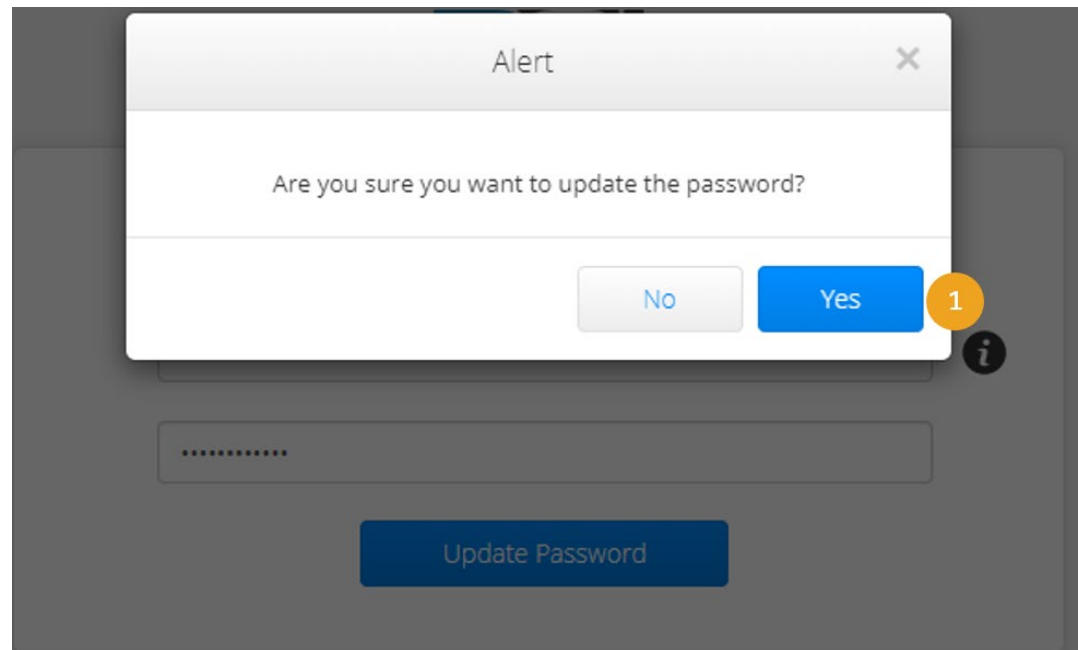 Alert
Are you sure you want to update the password?
No Yes 1
i
••••••••••••
Update Password